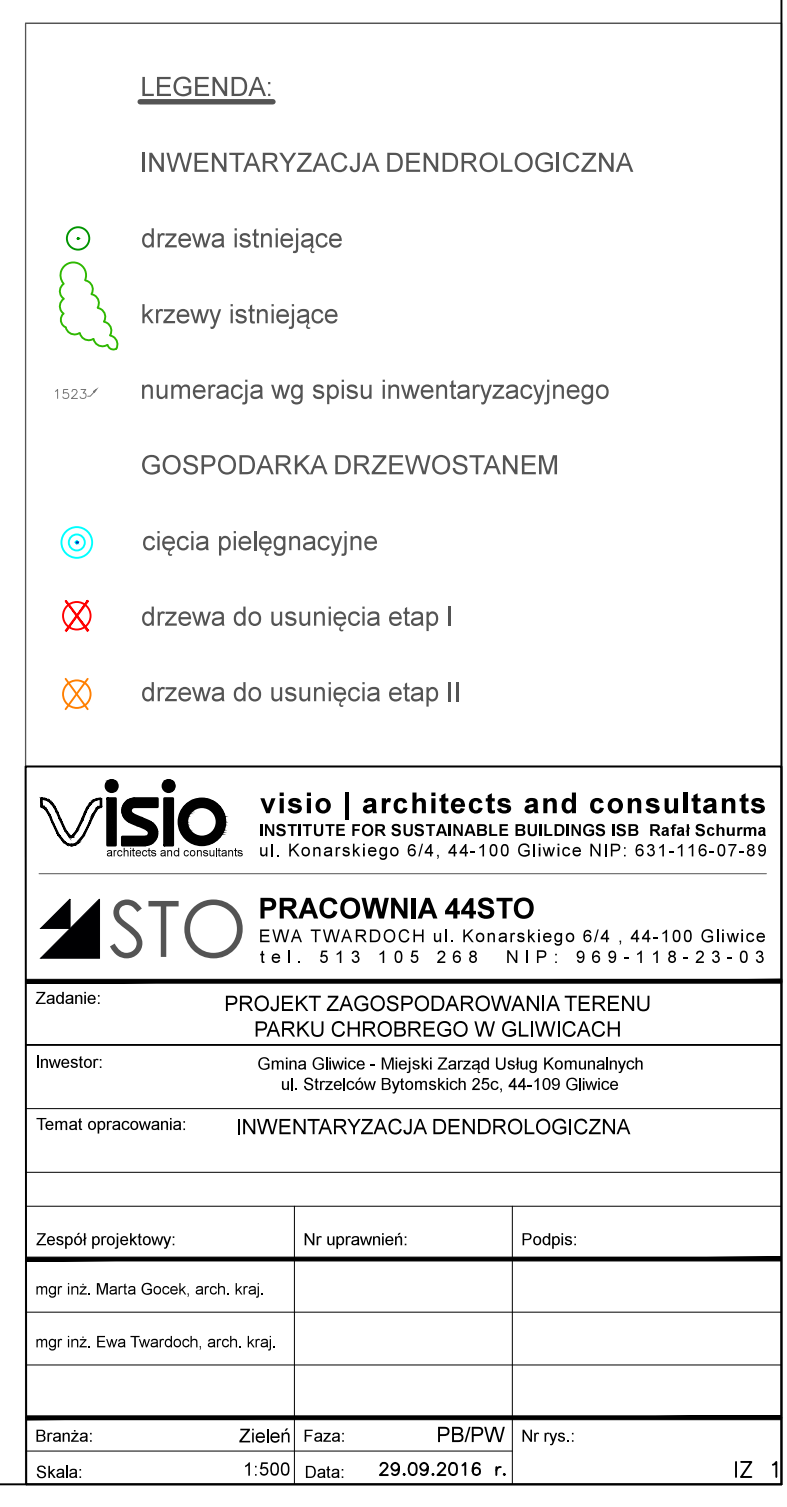 LEGENDA:
INWENTARYZACJA DENDROLOGICZNA
drzewa istniejące
krzewy istniejące
1523 numeracja wg spisu inwentaryzacyjnego
GOSPODARKA DRZEWOSTANEM
cięcia pielęgnacyjne
drzewa do usunięcia etap I
drzewa do usunięcia etap II
visio
architects and consultants
visio | architects and consultants
INSTITUTE FOR SUSTAINABLE BUILDINGS ISB Rafał Schurma
ul. Konarskiego 6/4, 44-100 Gliwice NIP: 631-116-07-89
STO
PRACOWNIA 44STO
EWA TWARDOCH ul. Konarskiego 6/4 , 44-100 Gliwice
tel. 513 105 268 NIP: 969-118-23-03
Zadanie: PROJEKT ZAGOSPODAROWANIA TERENU
PARKU CHROBREGO W GLIWICACH
Inwestor: Gmina Gliwice - Miejski Zarząd Usług Komunalnych
ul. Strzelców Bytomskich 25c, 44-109 Gliwice
Temat opracowania: INWENTARYZACJA DENDROLOGICZNA
Zespół projektowy: Nr uprawnień: Podpis:
mgr inż. Marta Gocek, arch. kraj.
mgr inż. Ewa Twardoch, arch. kraj.
Branża: Zieleń Faza: PB/PW Nr rys.:
Skala: 1:500 Data: 29.09.2016 r. IZ 1